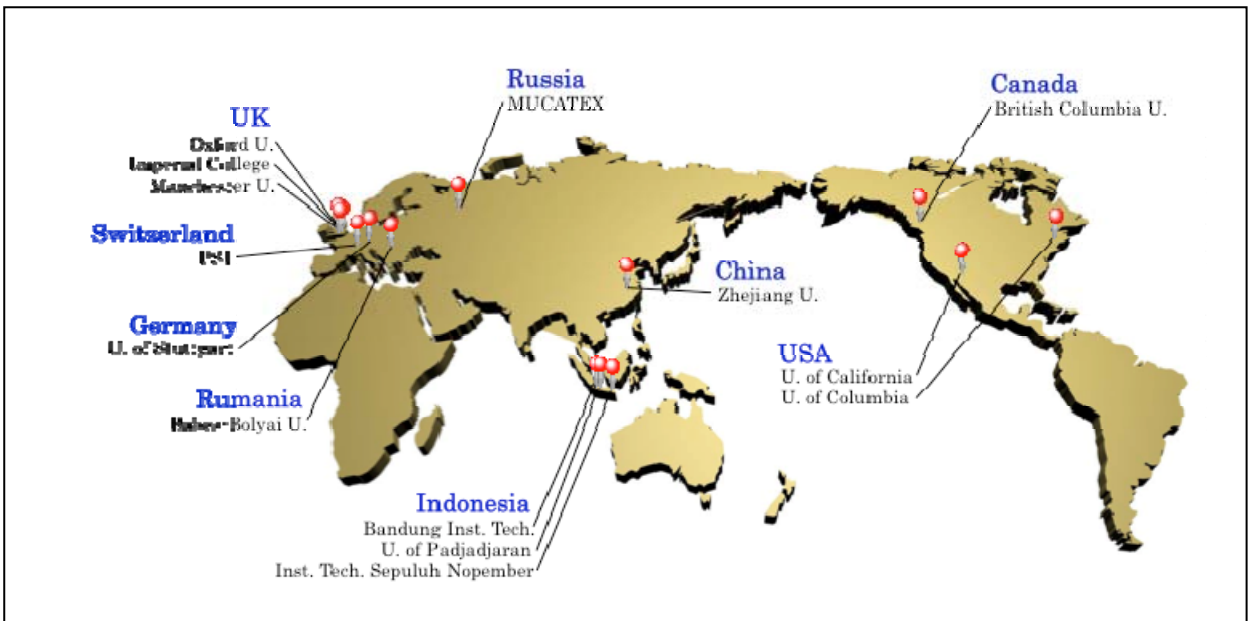 Russia
MUCATEX
Canada
British Columbia U.
UK
Oxford U.
Imperial College
Manchester U.
Switzerland
PSI
China
Zhejiang U.
Germany
U. of Stuttgart
USA
U. of California
U. of Columbia
Rumania
Babes-Bolyai U.
Indonesia
Bandung Inst. Tech.
U. of Padjadjaran
Inst. Tech. Sepuluh Nopember